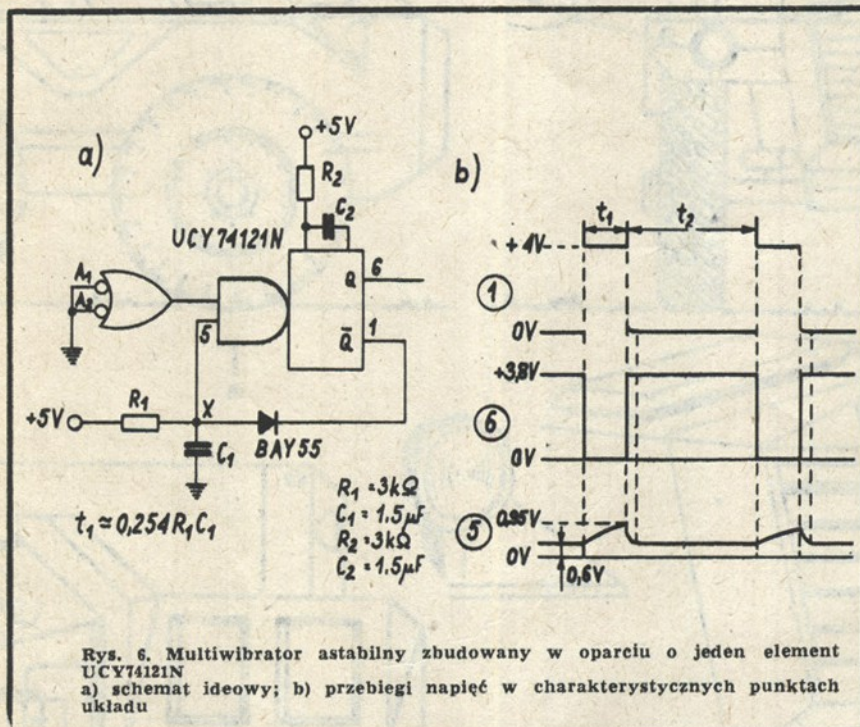 a)
+5V
R₂
C₂
UCY74121N
A₁
A₂
5
Q 6
1
Q̄
+5V
R₁
X
C₁
BAY55
t₁ ≃ 0,254 R₁C₁
R₁ = 3kΩ
C₁ = 1,5µF
R₂ = 3kΩ
C₂ = 1,5µF
b)
t₁ t₂
+4V
1
0V
+3,8V
6
0V
0,95V
5
0V
0,6V
Rys. 6. Multiwibrator astabilny zbudowany w oparciu o jeden element
UCY74121N
a) schemat ideowy; b) przebiegi napięć w charakterystycznych punktach
układu